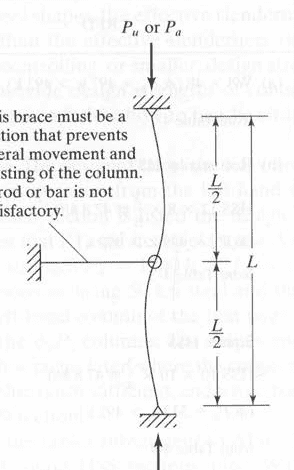 Pu or Pa
is brace must be a
tion that prevents
eral movement and
sting of the column.
rod or bar is not
isfactory.
L
2
L
L
2